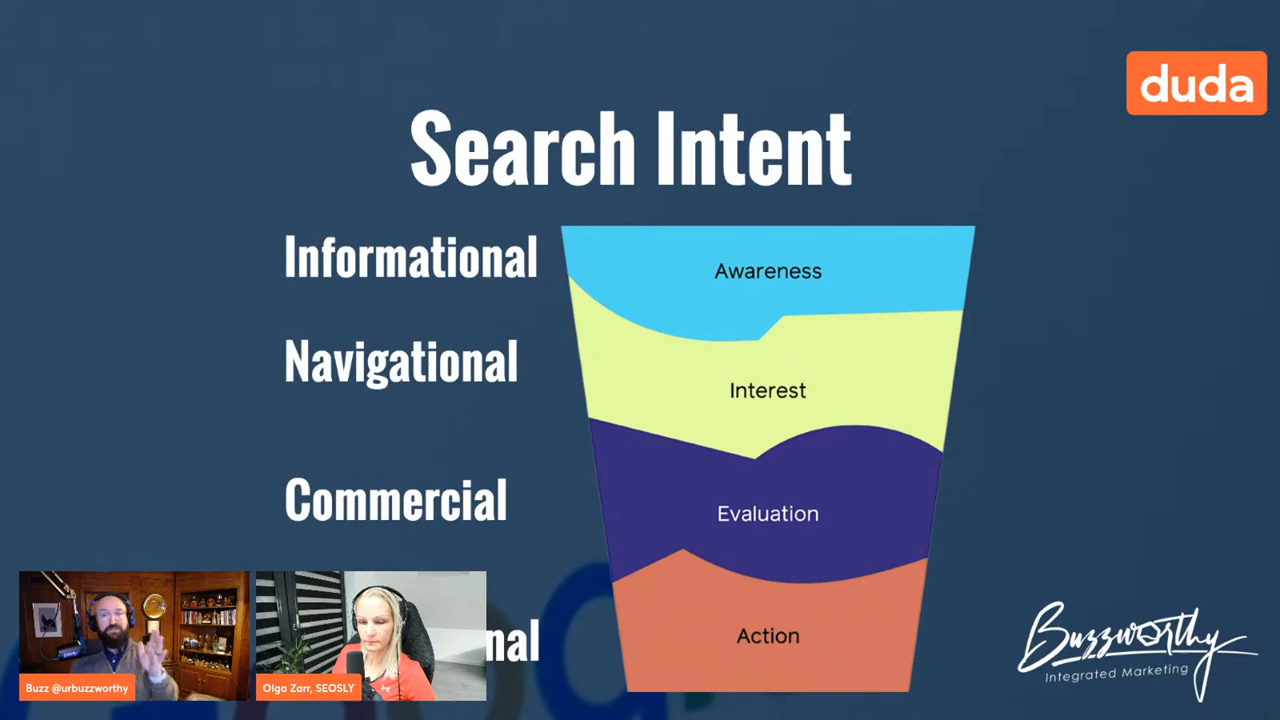 duda
Search Intent
Informational
Awareness
Navigational
Interest
Commercial
Evaluation
nal
Action
Buzz @urbuzzworthy
Olga Zarr, SEOSLY
Buzzworthy
Integrated Marketing